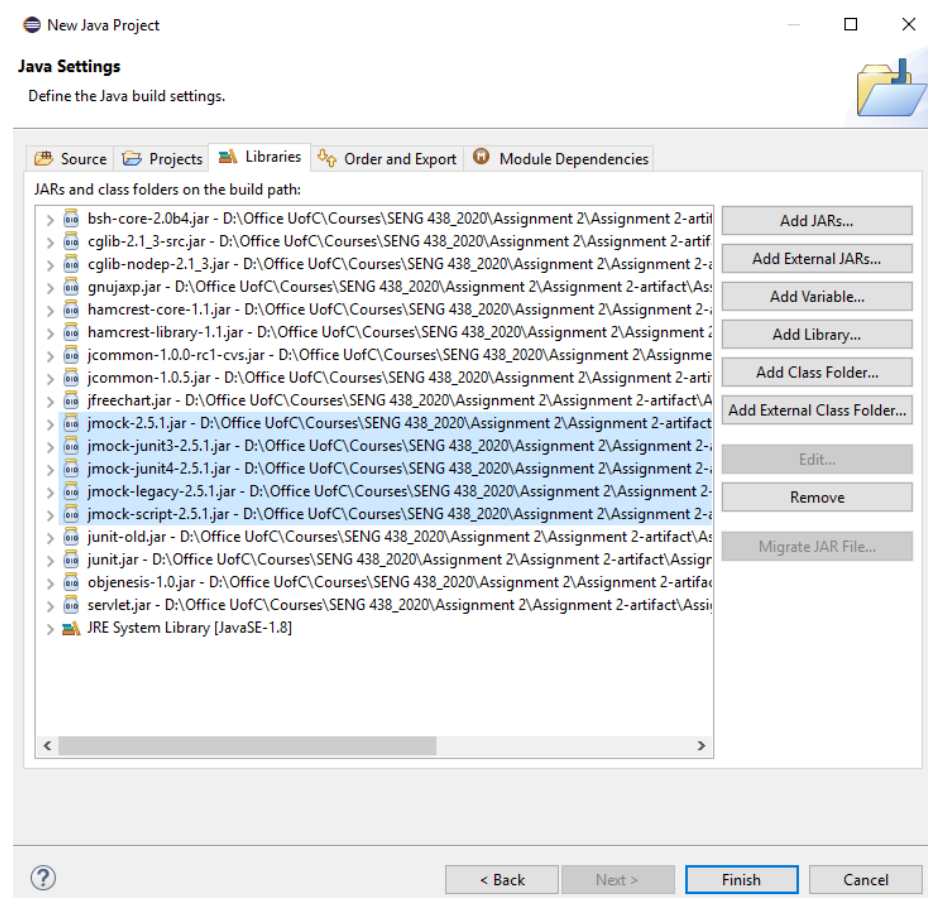 New Java Project
Java Settings
Define the Java build settings.
Source Projects Libraries Order and Export Module Dependencies
JARs and class folders on the build path:
bsh-core-2.0b4.jar - D:\Office UofC\Courses\SENG 438_2020\Assignment 2\Assignment 2-artif
cglib-2.1_3-src.jar - D:\Office UofC\Courses\SENG 438_2020\Assignment 2\Assignment 2-artif
cglib-nodep-2.1_3.jar - D:\Office UofC\Courses\SENG 438_2020\Assignment 2\Assignment 2-a
gnujaxp.jar - D:\Office UofC\Courses\SENG 438_2020\Assignment 2\Assignment 2-artifact\As
hamcrest-core-1.1.jar - D:\Office UofC\Courses\SENG 438_2020\Assignment 2\Assignment 2-a
hamcrest-library-1.1.jar - D:\Office UofC\Courses\SENG 438_2020\Assignment 2\Assignment 2
jcommon-1.0.0-rc1-cvs.jar - D:\Office UofC\Courses\SENG 438_2020\Assignment 2\Assignme
jcommon-1.0.5.jar - D:\Office UofC\Courses\SENG 438_2020\Assignment 2\Assignment 2-arti
jfreechart.jar - D:\Office UofC\Courses\SENG 438_2020\Assignment 2\Assignment 2-artifact\A
jmock-2.5.1.jar - D:\Office UofC\Courses\SENG 438_2020\Assignment 2\Assignment 2-artifact
jmock-junit3-2.5.1.jar - D:\Office UofC\Courses\SENG 438_2020\Assignment 2\Assignment 2-a
jmock-junit4-2.5.1.jar - D:\Office UofC\Courses\SENG 438_2020\Assignment 2\Assignment 2-a
jmock-legacy-2.5.1.jar - D:\Office UofC\Courses\SENG 438_2020\Assignment 2\Assignment 2-
jmock-script-2.5.1.jar - D:\Office UofC\Courses\SENG 438_2020\Assignment 2\Assignment 2-a
junit-old.jar - D:\Office UofC\Courses\SENG 438_2020\Assignment 2\Assignment 2-artifact\As
junit.jar - D:\Office UofC\Courses\SENG 438_2020\Assignment 2\Assignment 2-artifact\Assigr
objenesis-1.0.jar - D:\Office UofC\Courses\SENG 438_2020\Assignment 2\Assignment 2-artifac
servlet.jar - D:\Office UofC\Courses\SENG 438_2020\Assignment 2\Assignment 2-artifact\Assi
JRE System Library [JavaSE-1.8]
Add JARs...
Add External JARs...
Add Variable...
Add Library...
Add Class Folder...
Add External Class Folder...
Edit...
Remove
Migrate JAR File...
< Back Next > Finish Cancel